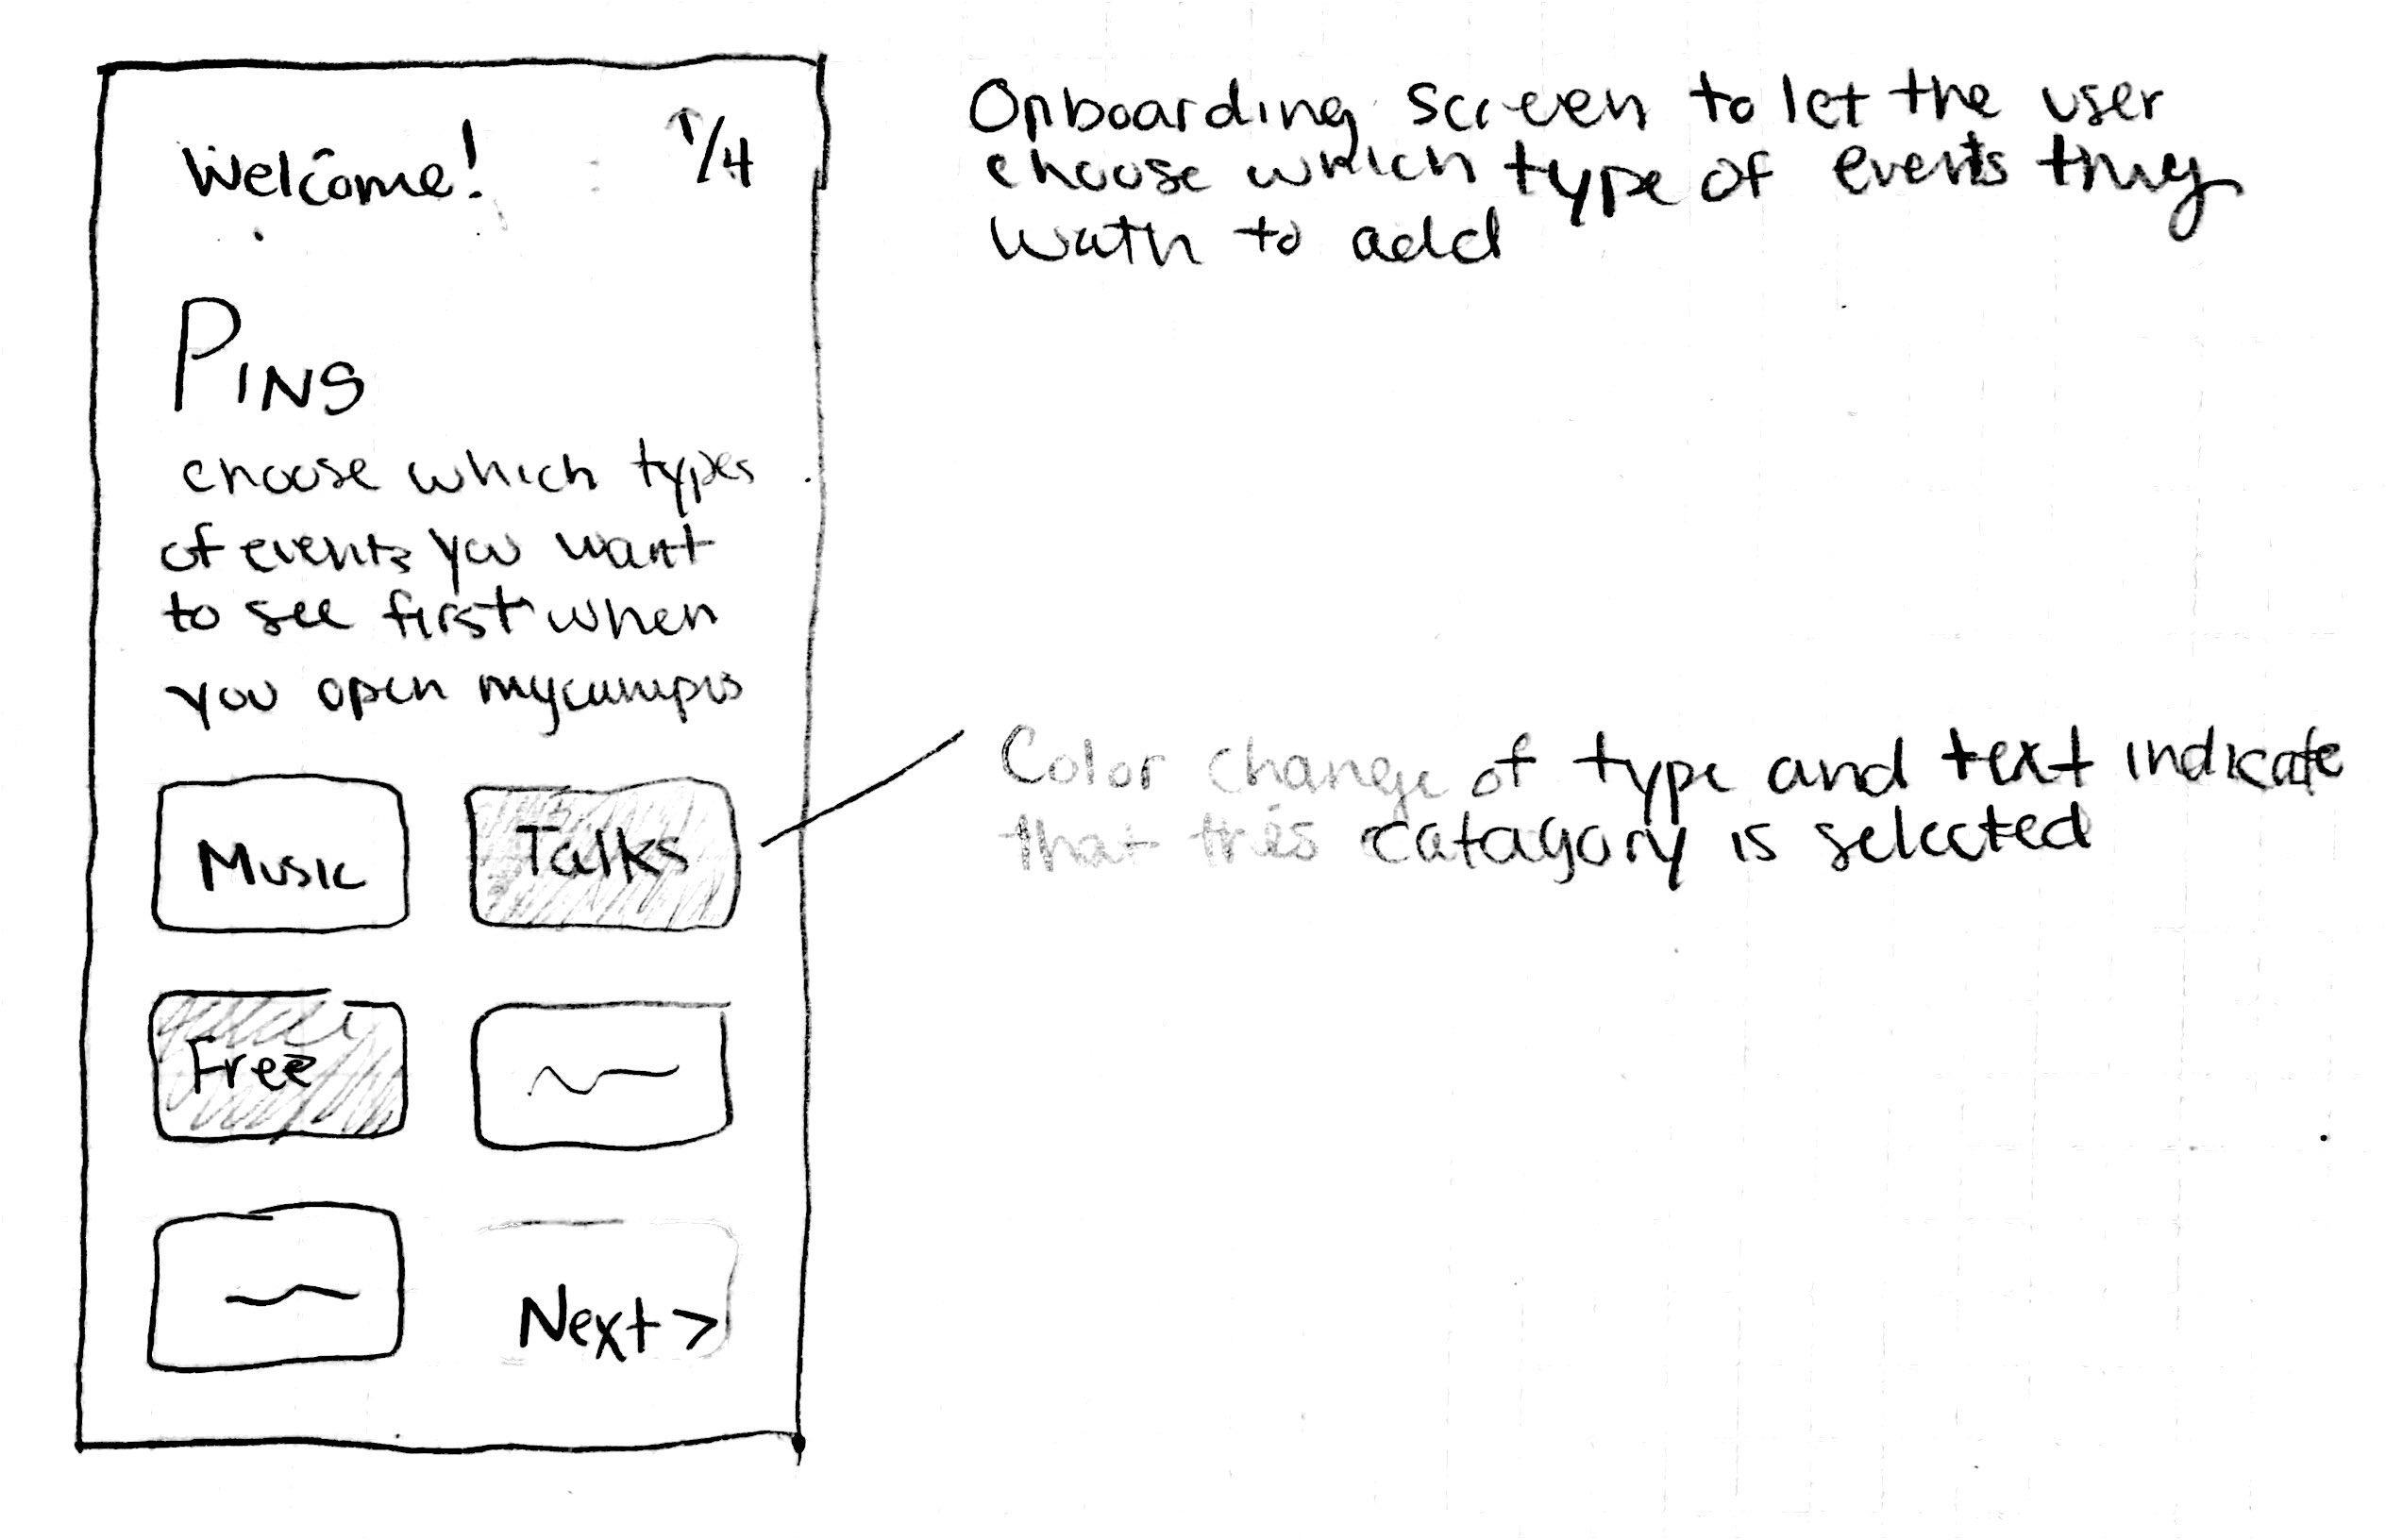 Welcome! 1/4
PINS
choose which types
of events you want
to see first when
you open mycampus
Music
Talks
Free
Next >
Onboarding screen to let the user
choose which type of events they
wath to add
Color change of type and text indicate
that this catagory is selected